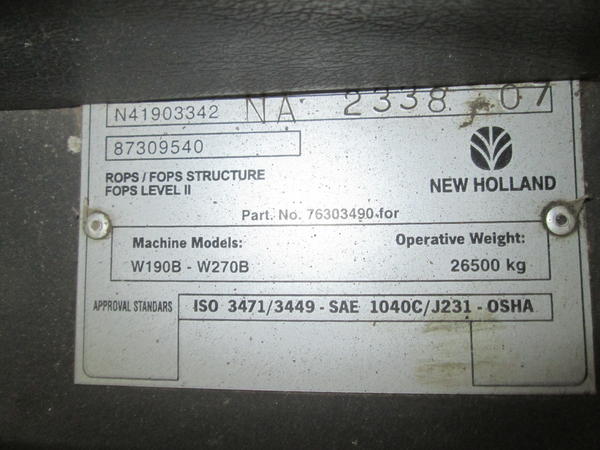 N41903342 NA 2338 07
87309540
ROPS / FOPS STRUCTURE
FOPS LEVEL II
NEW HOLLAND
Part. No. 76303490 for
Machine Models: Operative Weight:
W190B - W270B 26500 kg
APPROVAL STANDARS ISO 3471/3449 - SAE 1040C/J231 - OSHA